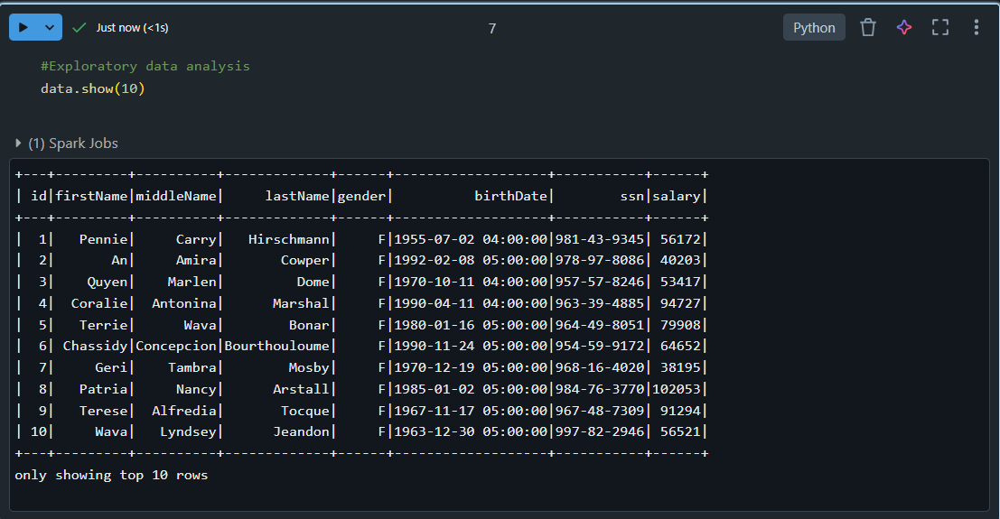 Just now (<1s)
7
Python
#Exploratory data analysis
data.show(10)
(1) Spark Jobs
+---+---------+----------+-------------+------+-------------------+-----------+------+
| id|firstName|middleName|     lastName|gender|          birthDate|        ssn|salary|
+---+---------+----------+-------------+------+-------------------+-----------+------+
|  1|   Pennie|     Carry|   Hirschmann|     F|1955-07-02 04:00:00|981-43-9345| 56172|
|  2|       An|     Amira|       Cowper|     F|1992-02-08 05:00:00|978-97-8086| 40203|
|  3|    Quyen|    Marlen|         Dome|     F|1970-10-11 04:00:00|957-57-8246| 53417|
|  4|  Coralie|  Antonina|      Marshal|     F|1990-04-11 04:00:00|963-39-4885| 94727|
|  5|   Terrie|      Wava|        Bonar|     F|1980-01-16 05:00:00|964-49-8051| 79908|
|  6| Chassidy|Concepcion|Bourthouloume|     F|1990-11-24 05:00:00|954-59-9172| 64652|
|  7|     Geri|    Tambra|        Mosby|     F|1970-12-19 05:00:00|968-16-4020| 38195|
|  8|  Patria|     Nancy|      Arstall|     F|1985-01-02 05:00:00|984-76-3770|102053|
|  9|   Terese|  Alfredia|       Tocque|     F|1967-11-17 05:00:00|967-48-7309| 91294|
| 10|     Wava|   Lyndsey|      Jeandon|     F|1963-12-30 05:00:00|997-82-2946| 56521|
+---+---------+----------+-------------+------+-------------------+-----------+------+
only showing top 10 rows